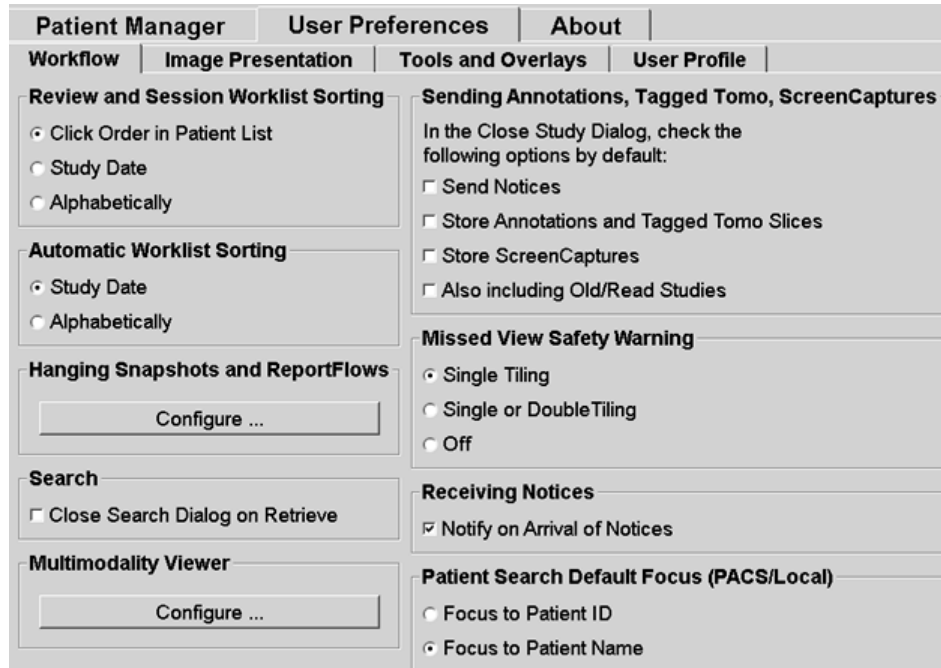 Patient Manager User Preferences About
Workflow Image Presentation Tools and Overlays User Profile
Review and Session Worklist Sorting
Click Order in Patient List
Study Date
Alphabetically
Automatic Worklist Sorting
Study Date
Alphabetically
Hanging Snapshots and ReportFlows
Configure ...
Search
Close Search Dialog on Retrieve
Multimodality Viewer
Configure ...
Sending Annotations, Tagged Tomo, ScreenCaptures
In the Close Study Dialog, check the
following options by default:
Send Notices
Store Annotations and Tagged Tomo Slices
Store ScreenCaptures
Also including Old/Read Studies
Missed View Safety Warning
Single Tiling
Single or DoubleTiling
Off
Receiving Notices
Notify on Arrival of Notices
Patient Search Default Focus (PACS/Local)
Focus to Patient ID
Focus to Patient Name